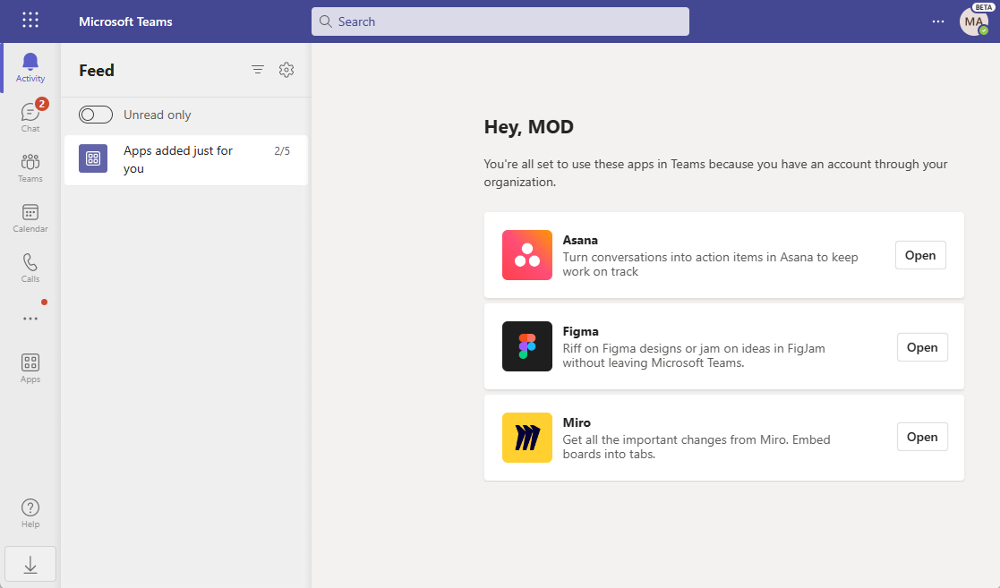 Microsoft Teams
Search
BETA
MA
Activity
2
Chat
Teams
Calendar
Calls
Apps
Help
Feed
Unread only
Apps added just for
you
2/5
Hey, MOD
You're all set to use these apps in Teams because you have an account through your
organization.
Asana
Turn conversations into action items in Asana to keep
work on track
Open
Figma
Riff on Figma designs or jam on ideas in FigJam
without leaving Microsoft Teams.
Open
Miro
Get all the important changes from Miro. Embed
boards into tabs.
Open